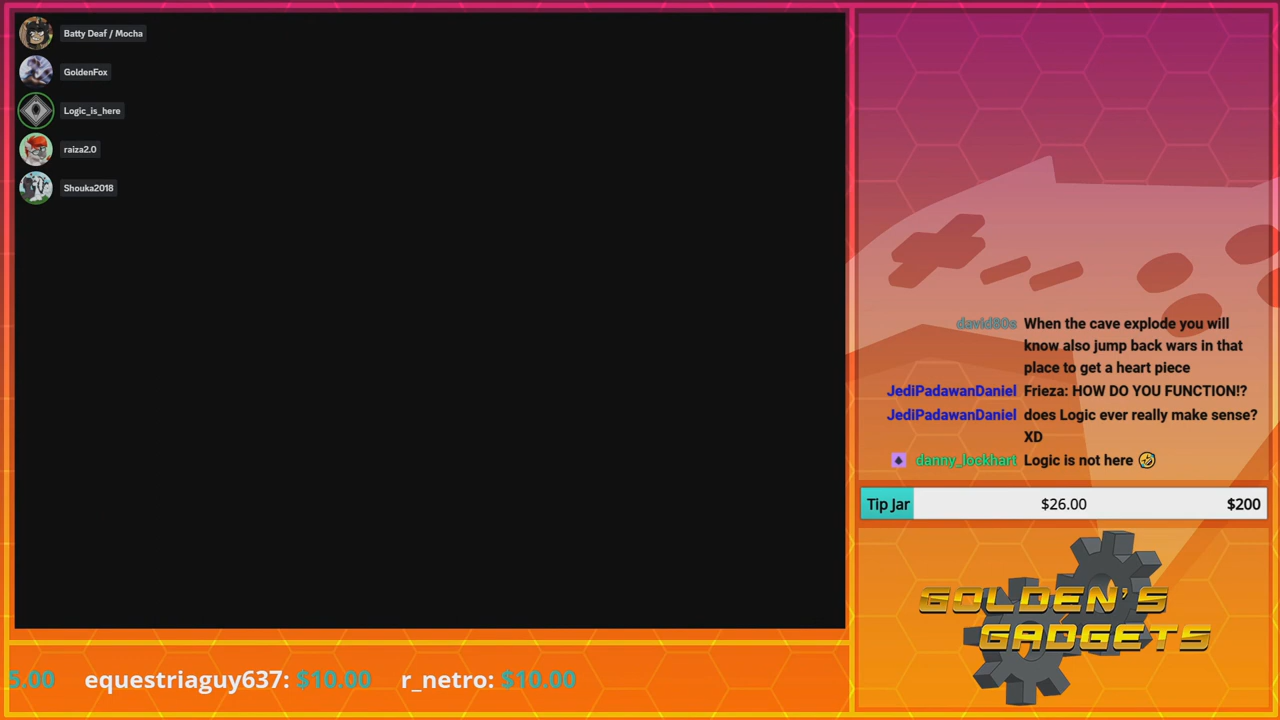 Batty Deaf / Mocha
GoldenFox
Logic_is_here
raiza2.0
Shouka2018
david80s When the cave explode you will
know also jump back wars in that
place to get a heart piece
JediPadawanDaniel Frieza: HOW DO YOU FUNCTION!?
JediPadawanDaniel does Logic ever really make sense?
XD
danny_lockhart Logic is not here 🤣
Tip Jar $26.00 $200
GOLDEN'S
GADGETS
5.00 equestriaguy637: $10.00 r_netro: $10.00